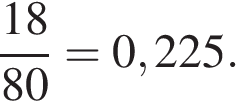 18/80 = 0,225.